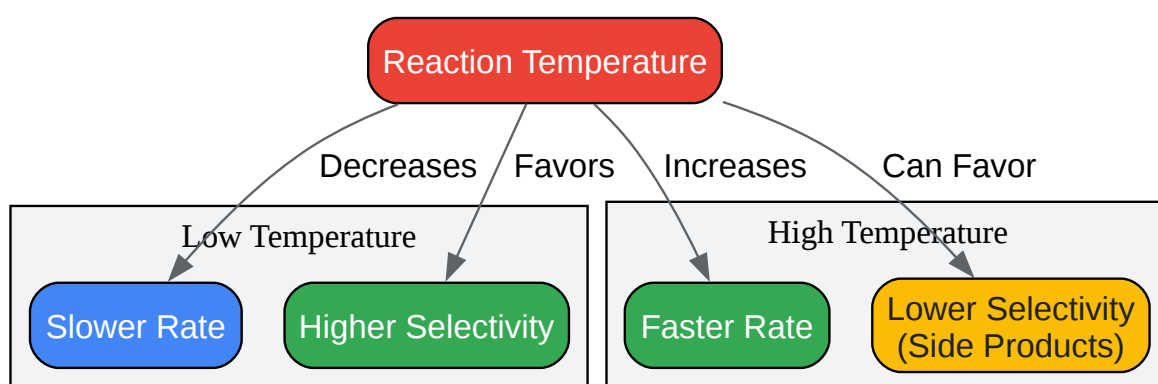 Reaction Temperature
Decreases
Favors
Increases
Can Favor
Low Temperature
High Temperature
Slower Rate
Higher Selectivity
Faster Rate
Lower Selectivity
(Side Products)